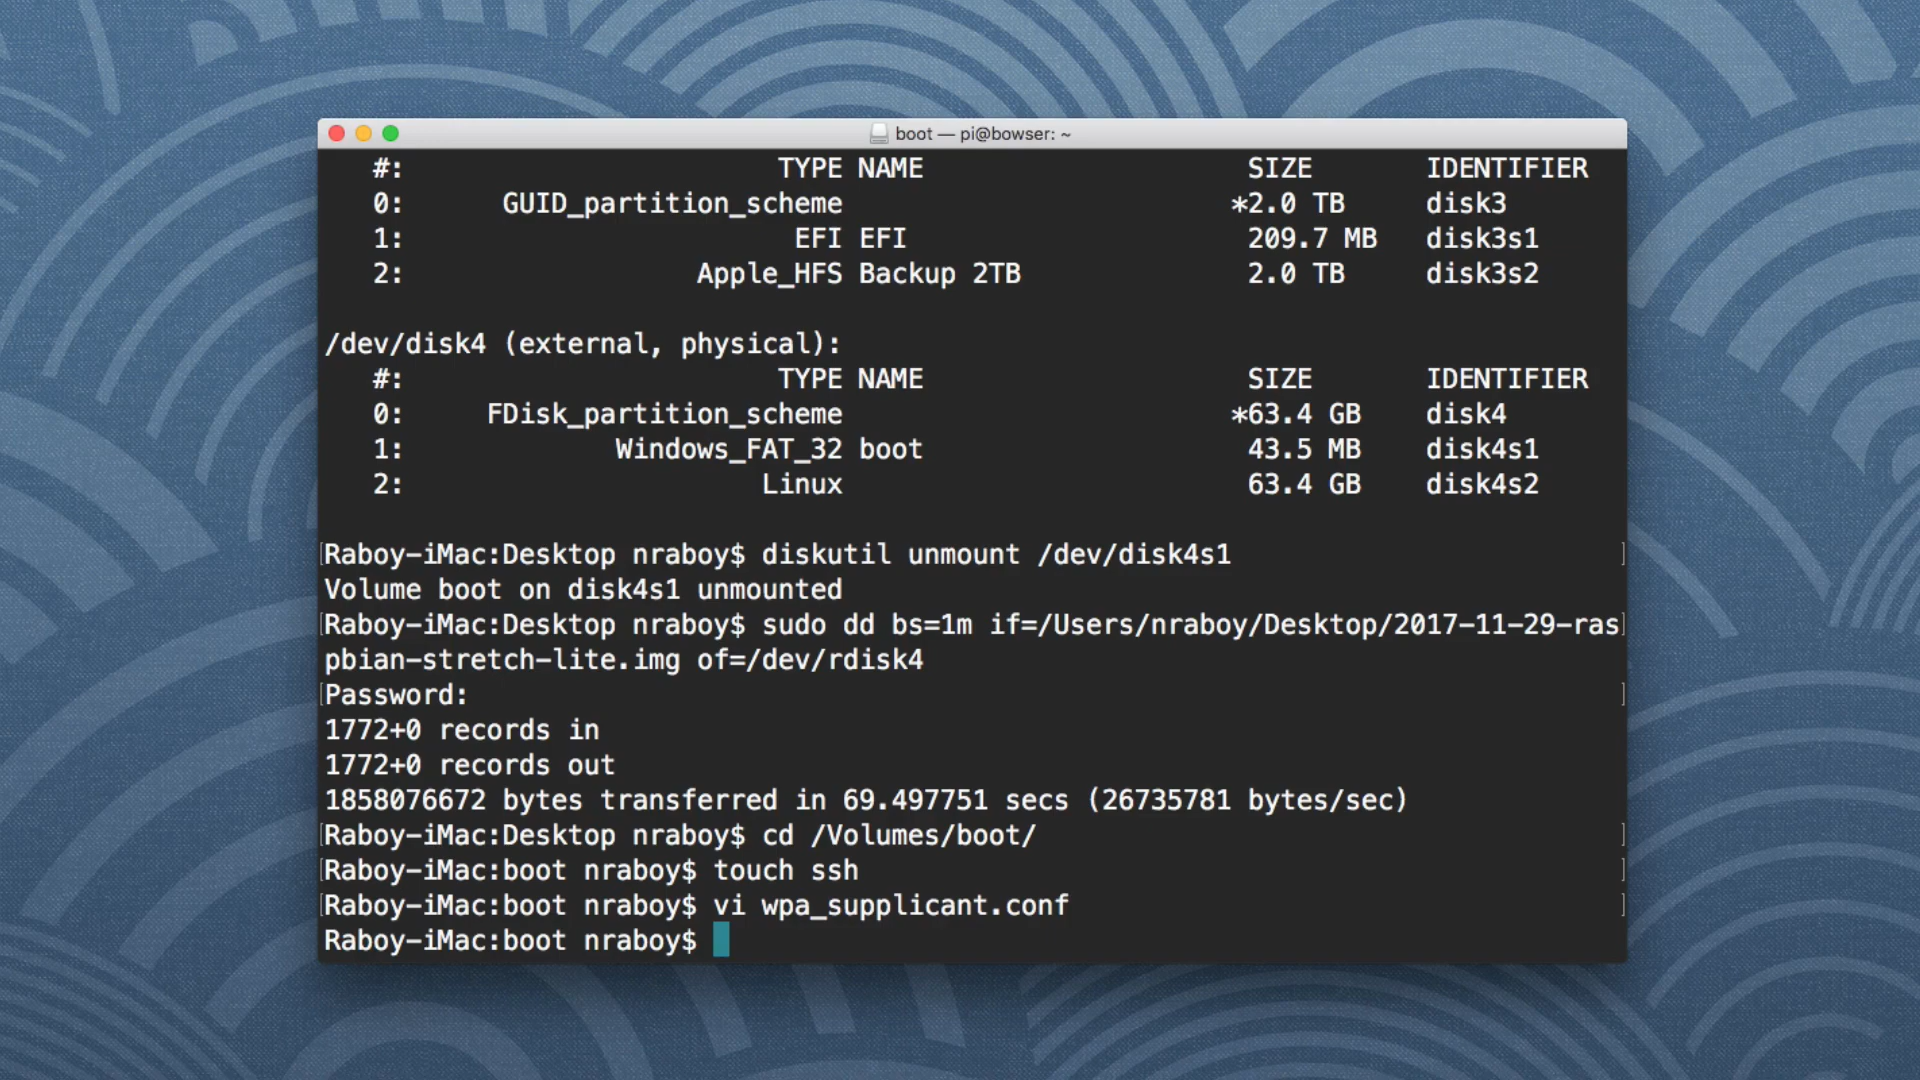 boot — pi@bowser: ~
#: TYPE NAME SIZE IDENTIFIER
0: GUID_partition_scheme *2.0 TB disk3
1: EFI EFI 209.7 MB disk3s1
2: Apple_HFS Backup 2TB 2.0 TB disk3s2
/dev/disk4 (external, physical):
#: TYPE NAME SIZE IDENTIFIER
0: FDisk_partition_scheme *63.4 GB disk4
1: Windows_FAT_32 boot 43.5 MB disk4s1
2: Linux 63.4 GB disk4s2
[Raboy-iMac:Desktop nraboy$ diskutil unmount /dev/disk4s1 ]
Volume boot on disk4s1 unmounted
[Raboy-iMac:Desktop nraboy$ sudo dd bs=1m if=/Users/nraboy/Desktop/2017-11-29-ras]
pbian-stretch-lite.img of=/dev/rdisk4
[Password: ]
1772+0 records in
1772+0 records out
1858076672 bytes transferred in 69.497751 secs (26735781 bytes/sec)
[Raboy-iMac:Desktop nraboy$ cd /Volumes/boot/ ]
[Raboy-iMac:boot nraboy$ touch ssh ]
[Raboy-iMac:boot nraboy$ vi wpa_supplicant.conf ]
Raboy-iMac:boot nraboy$